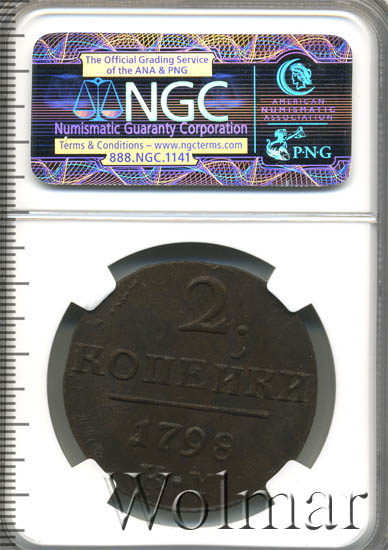 The Official Grading Service
of the ANA & PNG
NGC
Numismatic Guaranty Corporation
Terms & Conditions – www.ngcterms.com
888.NGC.1141
AMERICAN
NUMISMATIC
ASSOCIATION
P·N·G
2.
КОПЕЙКИ
1798
К.М.
Wolmar